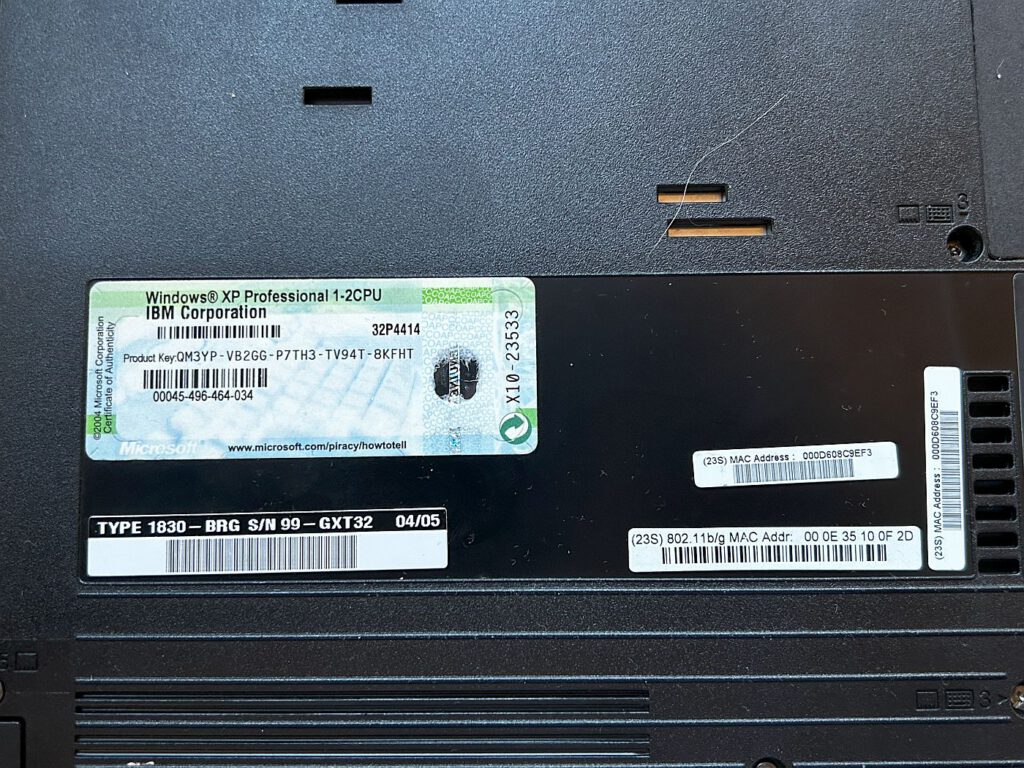 3
Windows® XP Professional 1-2CPU
IBM Corporation
32P4414
Product Key: QM3YP-VB2GG-P7TH3-TV94T-8KFHT
00045-496-464-034
©2004 Microsoft Corporation
Certificate of Authenticity
Microsoft
www.microsoft.com/piracy/howtotell
X10-23533
(23S) MAC Address : 000D608C9EF3
(23S) MAC Address : 000D608C9EF3
TYPE 1830-BRG S/N 99-GXT32 04/05
(23S) 802.11b/g MAC Addr: 00 0E 35 10 0F 2D
3 >